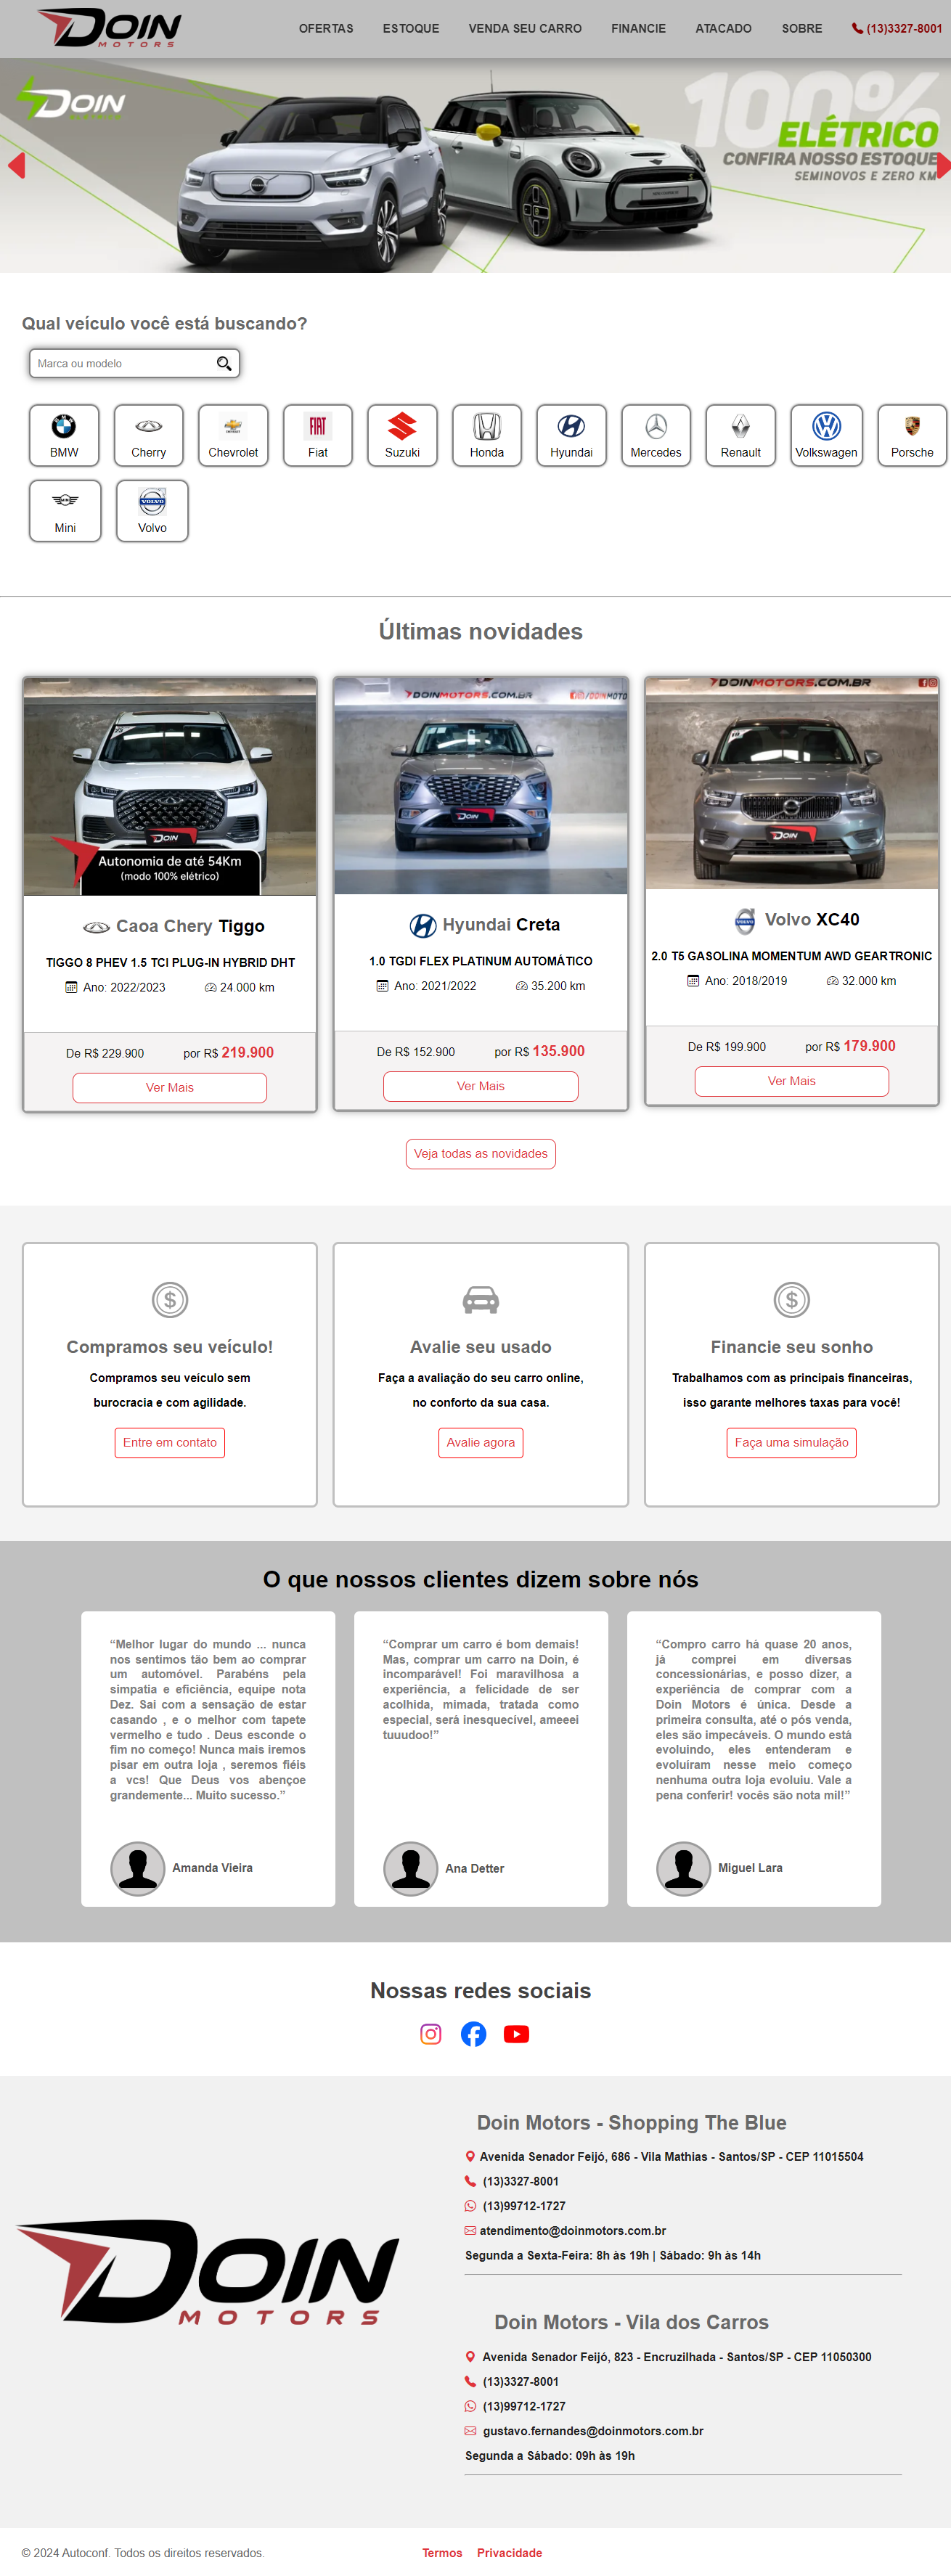 DOIN
MOTORS
OFERTAS
ESTOQUE
VENDA SEU CARRO
FINANCIE
ATACADO
SOBRE
(13)3327-8001
DOIN
100%
ELÉTRICO
CONFIRA NOSSO ESTOQUE
SEMINOVOS E ZERO KM
Qual veículo você está buscando?
Marca ou modelo
BMW
Cherry
Chevrolet
Fiat
Suzuki
Honda
Hyundai
Mercedes
Renault
Volkswagen
Porsche
Mini
Volvo
Últimas novidades
DOINMOTORS.COM.BR
/DOINMOTO
DOINMOTORS.COM.BR
DOIN
DOIN
DOIN
Autonomia de até 54Km
(modo 100% elétrico)
Caoa Chery Tiggo
TIGGO 8 PHEV 1.5 TCI PLUG-IN HYBRID DHT
Ano: 2022/2023
24.000 km
De R$ 229.900
por R$ 219.900
Ver Mais
Hyundai Creta
1.0 TGDI FLEX PLATINUM AUTOMÁTICO
Ano: 2021/2022
35.200 km
De R$ 152.900
por R$ 135.900
Ver Mais
Volvo XC40
2.0 T5 GASOLINA MOMENTUM AWD GEARTRONIC
Ano: 2018/2019
32.000 km
De R$ 199.900
por R$ 179.900
Ver Mais
Veja todas as novidades
Compramos seu veículo!
Compramos seu veículo sem
burocracia e com agilidade.
Entre em contato
Avalie seu usado
Faça a avaliação do seu carro online,
no conforto da sua casa.
Avalie agora
Financie seu sonho
Trabalhamos com as principais financeiras,
isso garante melhores taxas para você!
Faça uma simulação
O que nossos clientes dizem sobre nós
“Melhor lugar do mundo ... nunca
nos sentimos tão bem ao comprar
um automóvel. Parabéns pela
simpatia e eficiência, equipe nota
Dez. Sai com a sensação de estar
casando , e o melhor com tapete
vermelho e tudo . Deus esconde o
fim no começo! Nunca mais iremos
pisar em outra loja , seremos fiéis
a vcs! Que Deus vos abençoe
grandemente... Muito sucesso.”
Amanda Vieira
“Comprar um carro é bom demais!
Mas, comprar um carro na Doin, é
incomparável! Foi maravilhosa a
experiência, a felicidade de ser
acolhida, mimada, tratada como
especial, será inesquecível, ameeei
tuuudoo!”
Ana Detter
“Compro carro há quase 20 anos,
já comprei em diversas
concessionárias, e posso dizer, a
experiência de comprar com a
Doin Motors é única. Desde a
primeira consulta, até o pós venda,
eles são impecáveis. O mundo está
evoluindo, eles entenderam e
evoluiram nesse meio começo
nenhuma outra loja evoluiu. Vale a
pena conferir! vocês são nota mil!”
Miguel Lara
Nossas redes sociais
DOIN
MOTORS
Doin Motors - Shopping The Blue
Avenida Senador Feijó, 686 - Vila Mathias - Santos/SP - CEP 11015504
(13)3327-8001
(13)99712-1727
atendimento@doinmotors.com.br
Segunda a Sexta-Feira: 8h às 19h | Sábado: 9h às 14h
Doin Motors - Vila dos Carros
Avenida Senador Feijó, 823 - Encruzilhada - Santos/SP - CEP 11050300
(13)3327-8001
(13)99712-1727
gustavo.fernandes@doinmotors.com.br
Segunda a Sábado: 09h às 19h
© 2024 Autoconf. Todos os direitos reservados.
Termos
Privacidade